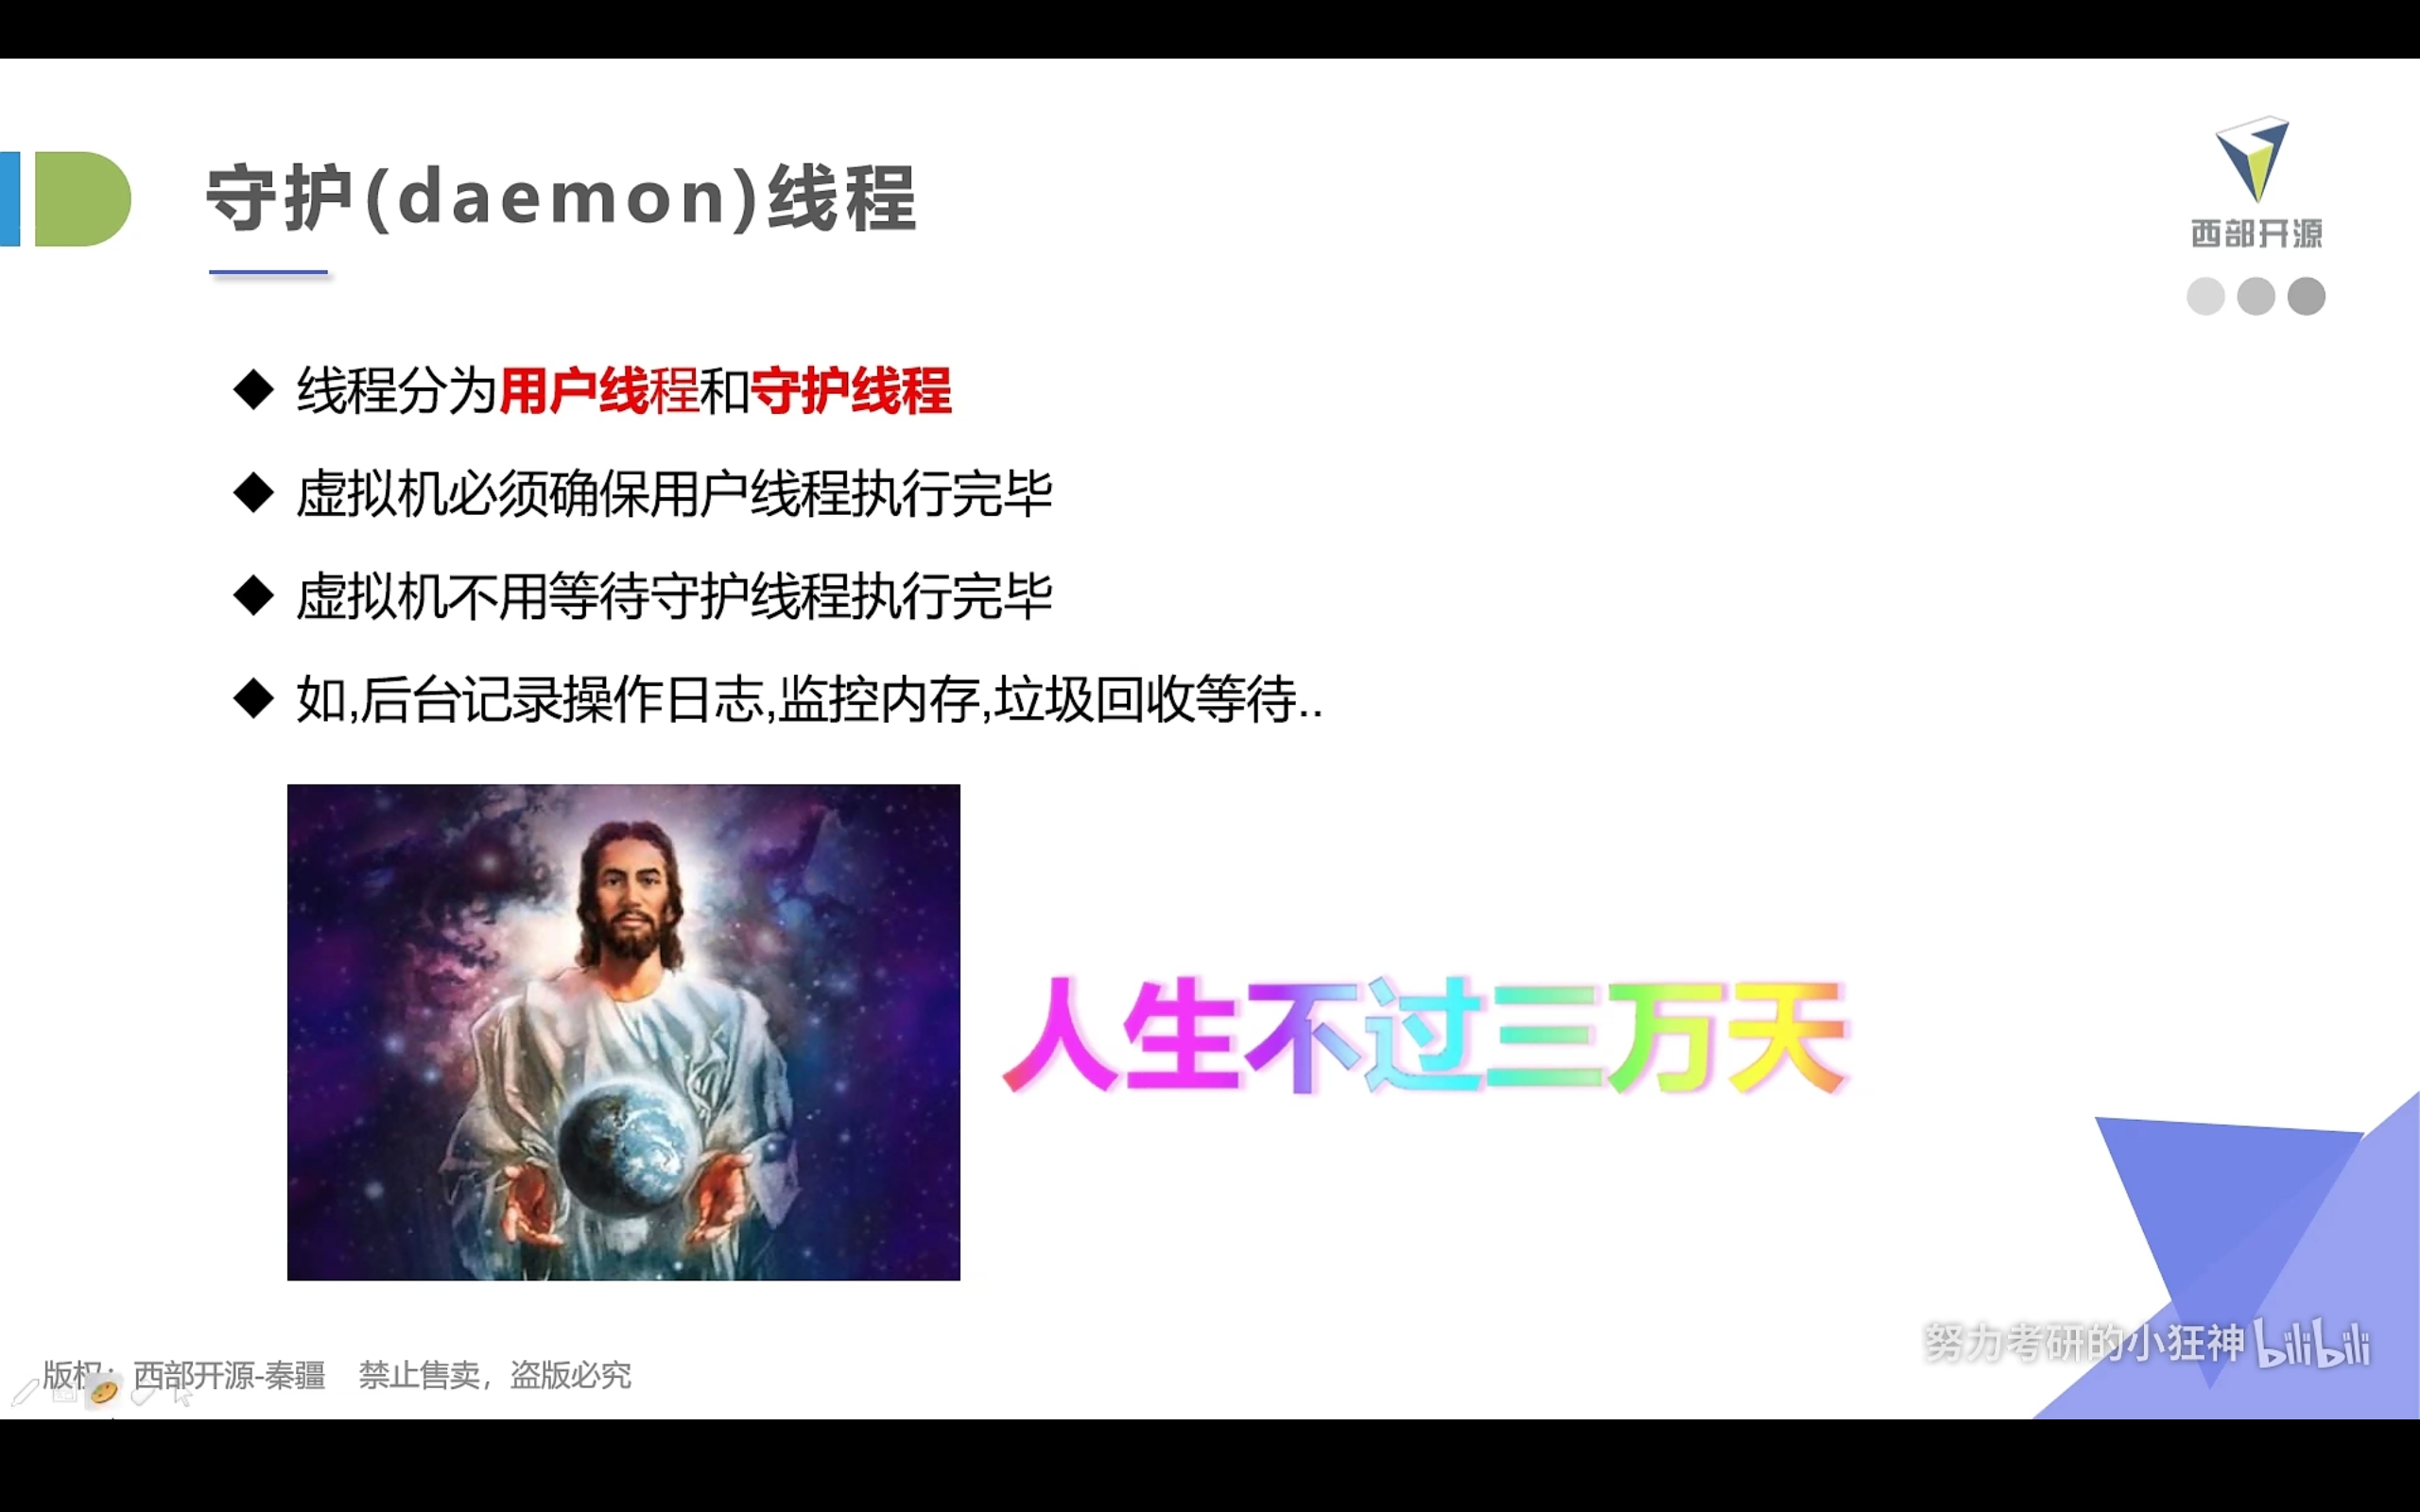 守护(daemon)线程
西部开源
线程分为用户线程和守护线程
虚拟机必须确保用户线程执行完毕
虚拟机不用等待守护线程执行完毕
如,后台记录操作日志,监控内存,垃圾回收等待..
人生不过三万天
努力考研的小狂神 bilibili
版权：西部开源-秦疆 禁止售卖，盗版必究